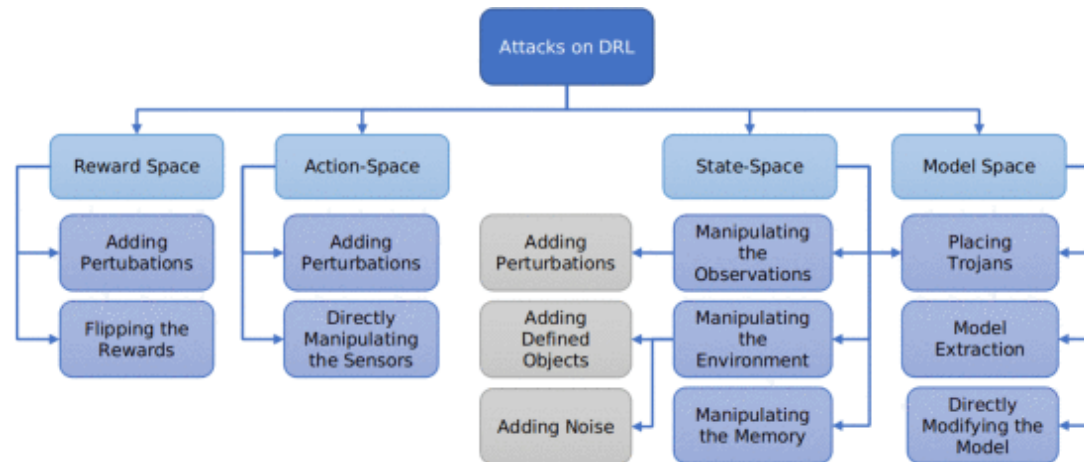 Attacks on DRL
Reward Space
Action-Space
State-Space
Model Space
Adding
Pertubations
Adding
Perturbations
Adding
Perturbations
Manipulating
the
Observations
Placing
Trojans
Flipping the
Rewards
Directly
Manipulating
the Sensors
Adding
Defined
Objects
Manipulating
the
Environment
Model
Extraction
Adding Noise
Manipulating
the Memory
Directly
Modifying the
Model